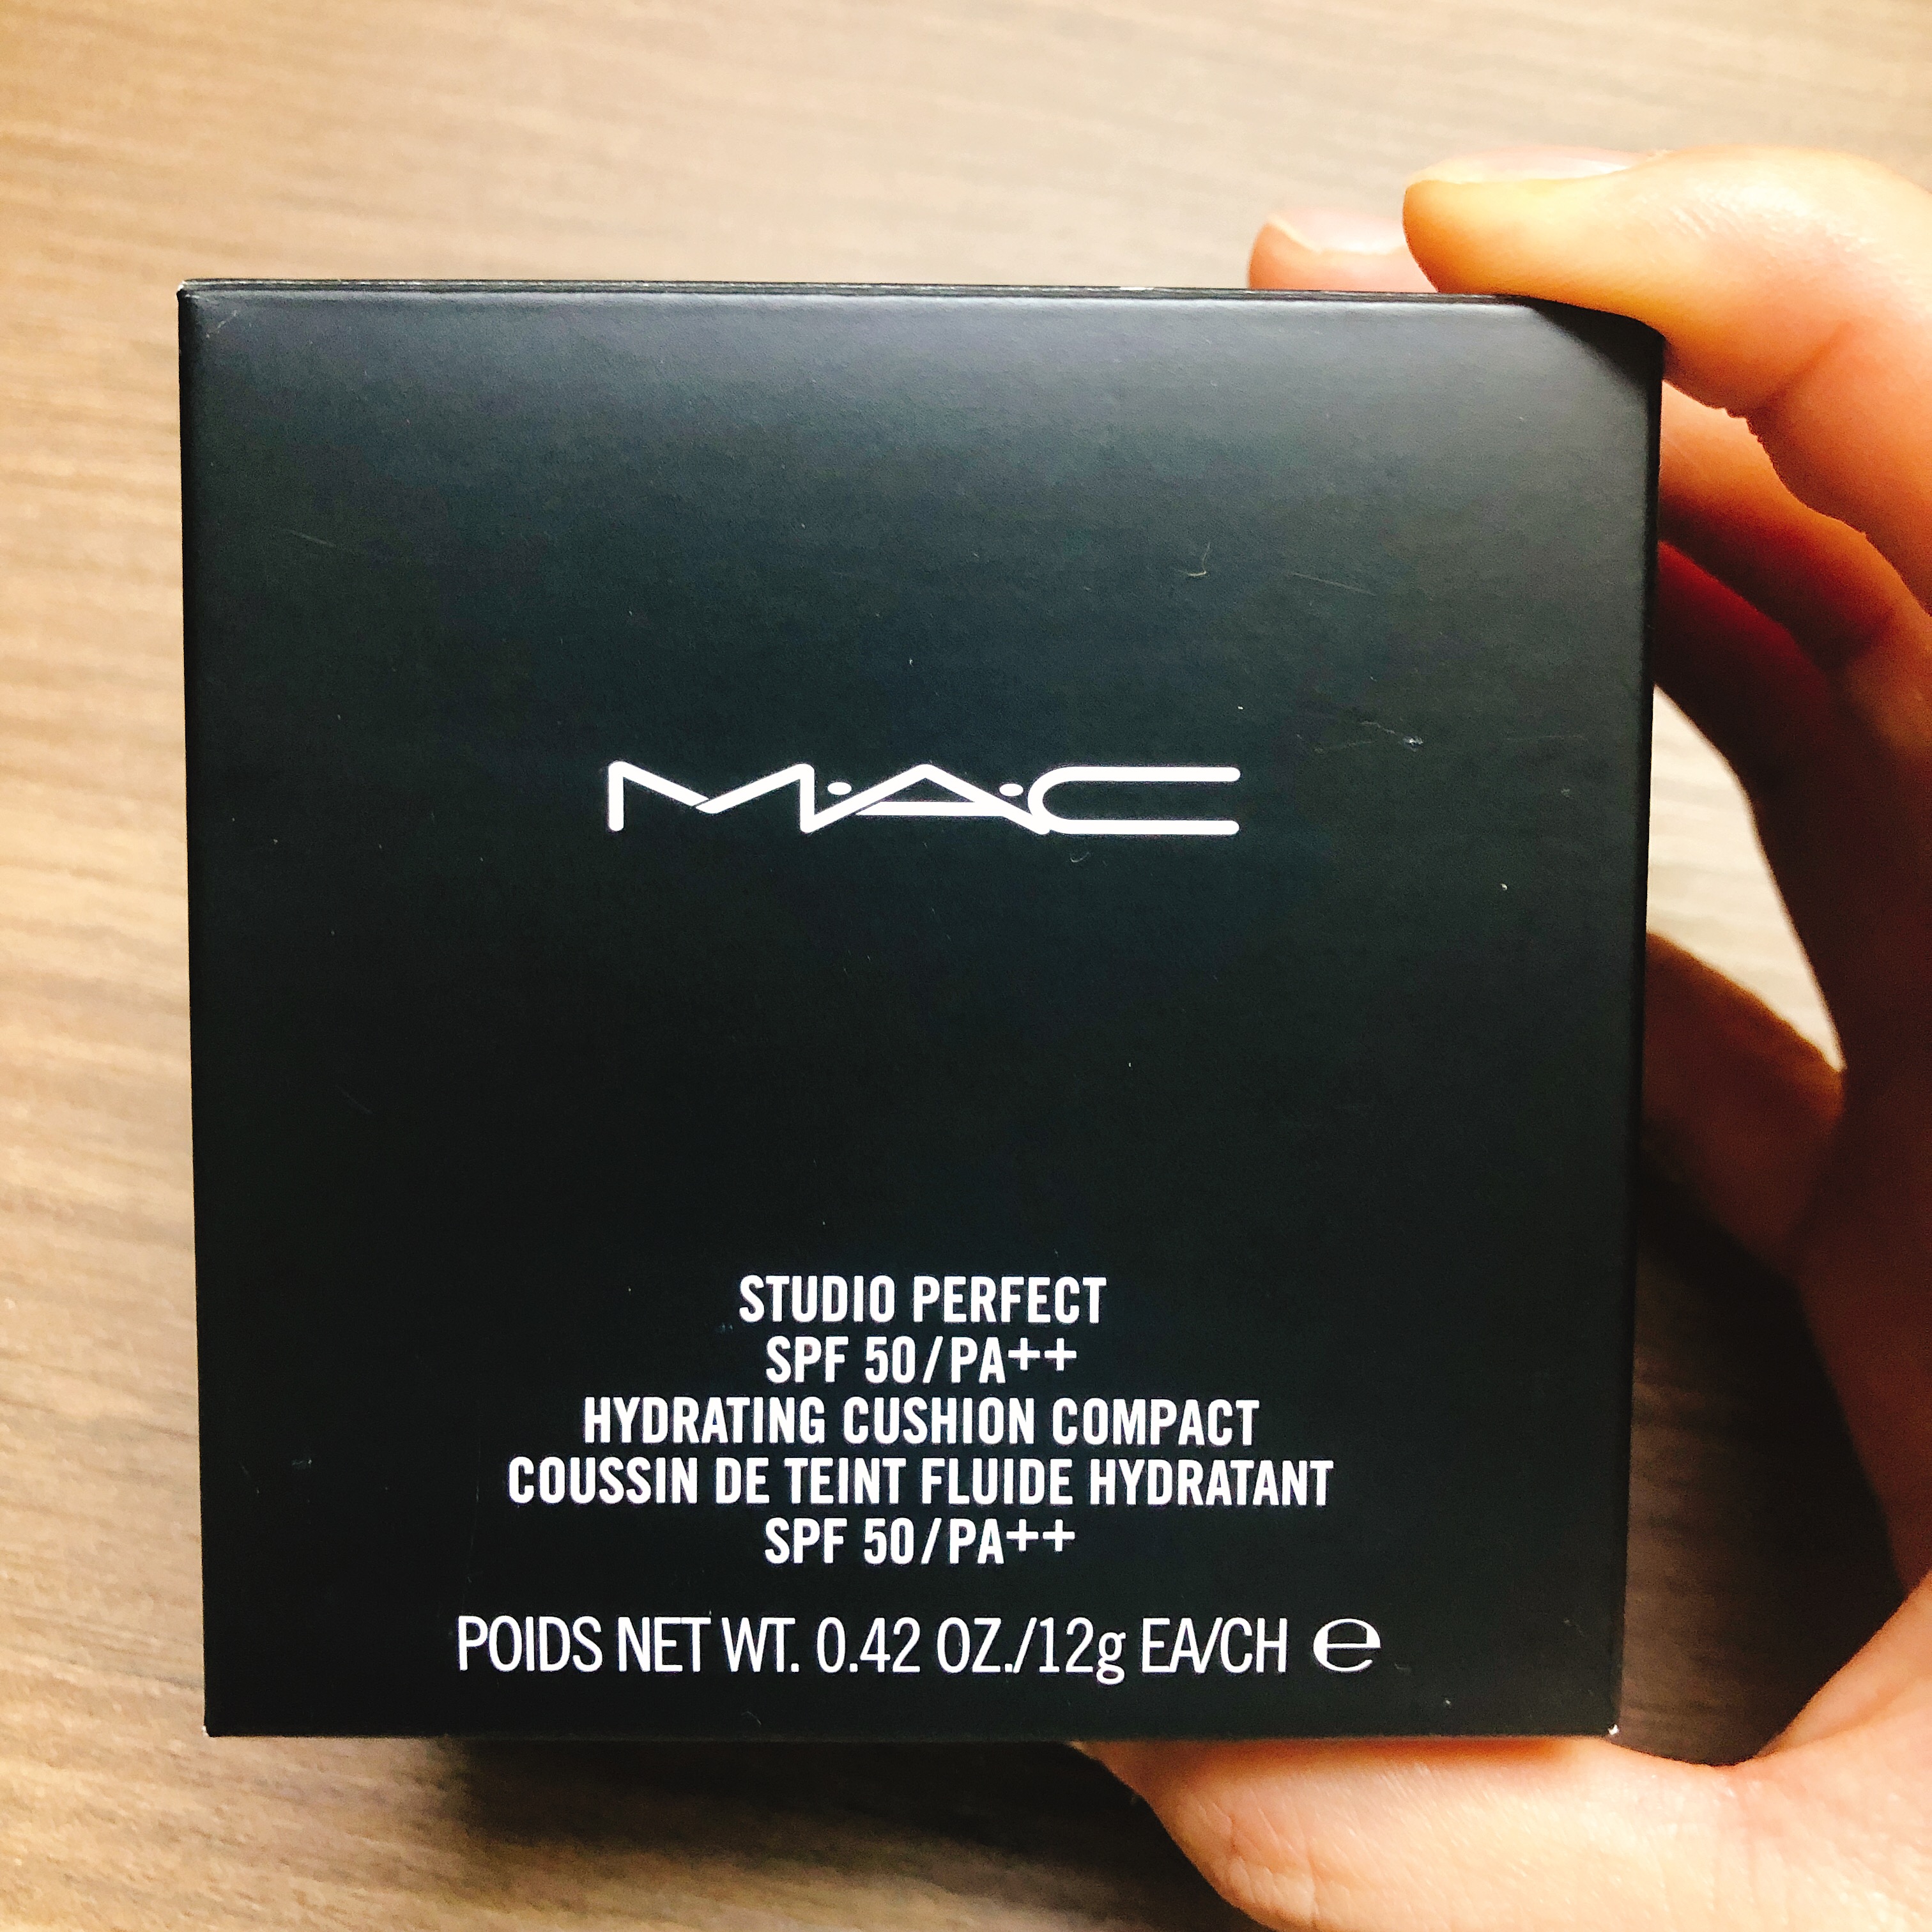 M·A·C
STUDIO PERFECT
SPF 50/PA++
HYDRATING CUSHION COMPACT
COUSSIN DE TEINT FLUIDE HYDRATANT
SPF 50/PA++
POIDS NET WT. 0.42 OZ./12g EA/CH ℮